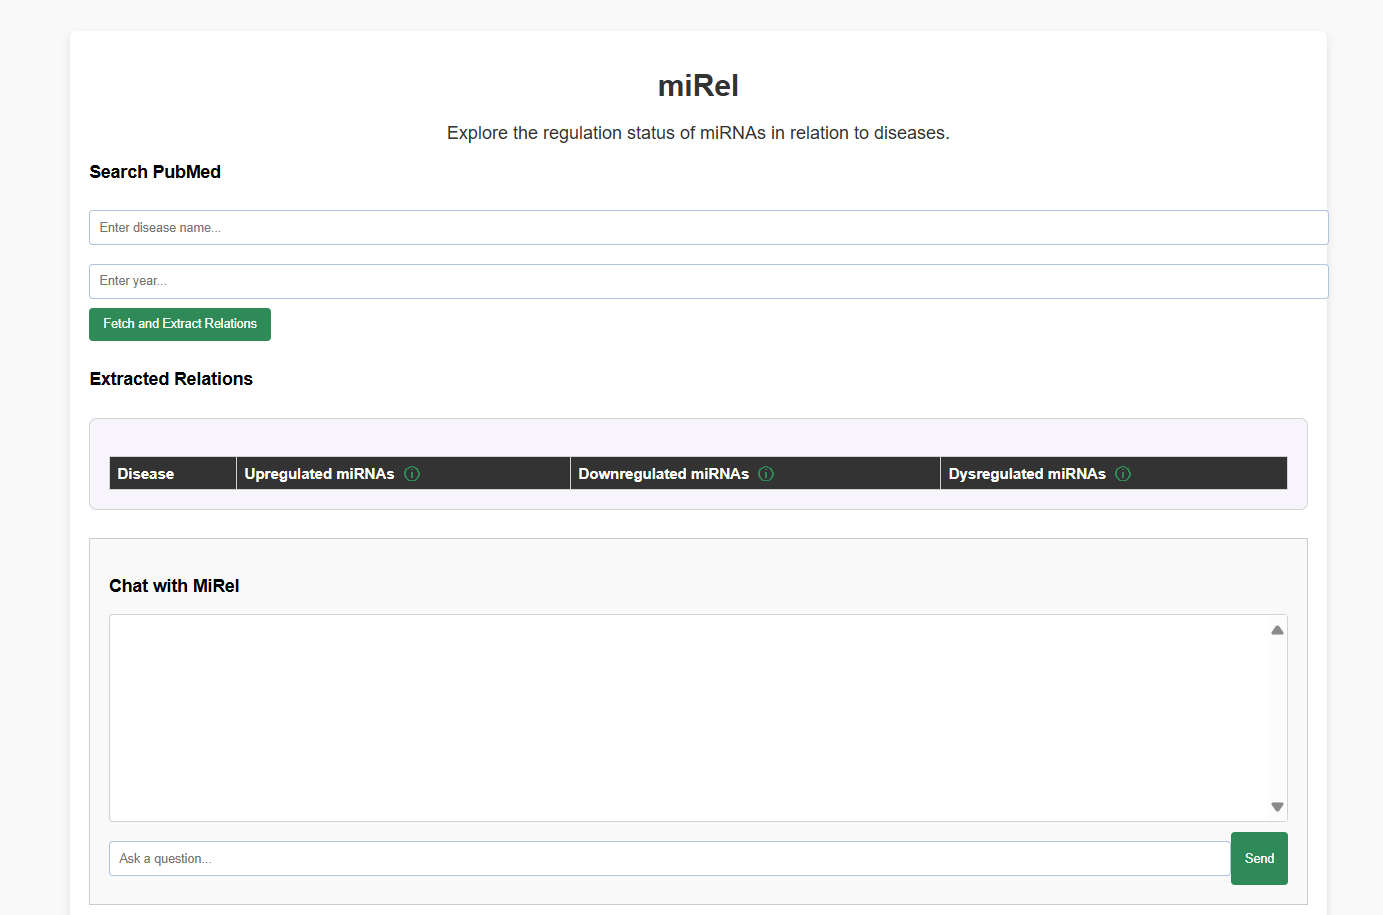 miRel
Explore the regulation status of miRNAs in relation to diseases.
Search PubMed
Enter disease name...
Enter year...
Fetch and Extract Relations
Extracted Relations
Disease Upregulated miRNAs Downregulated miRNAs Dysregulated miRNAs
Chat with MiRel
Ask a question...
Send